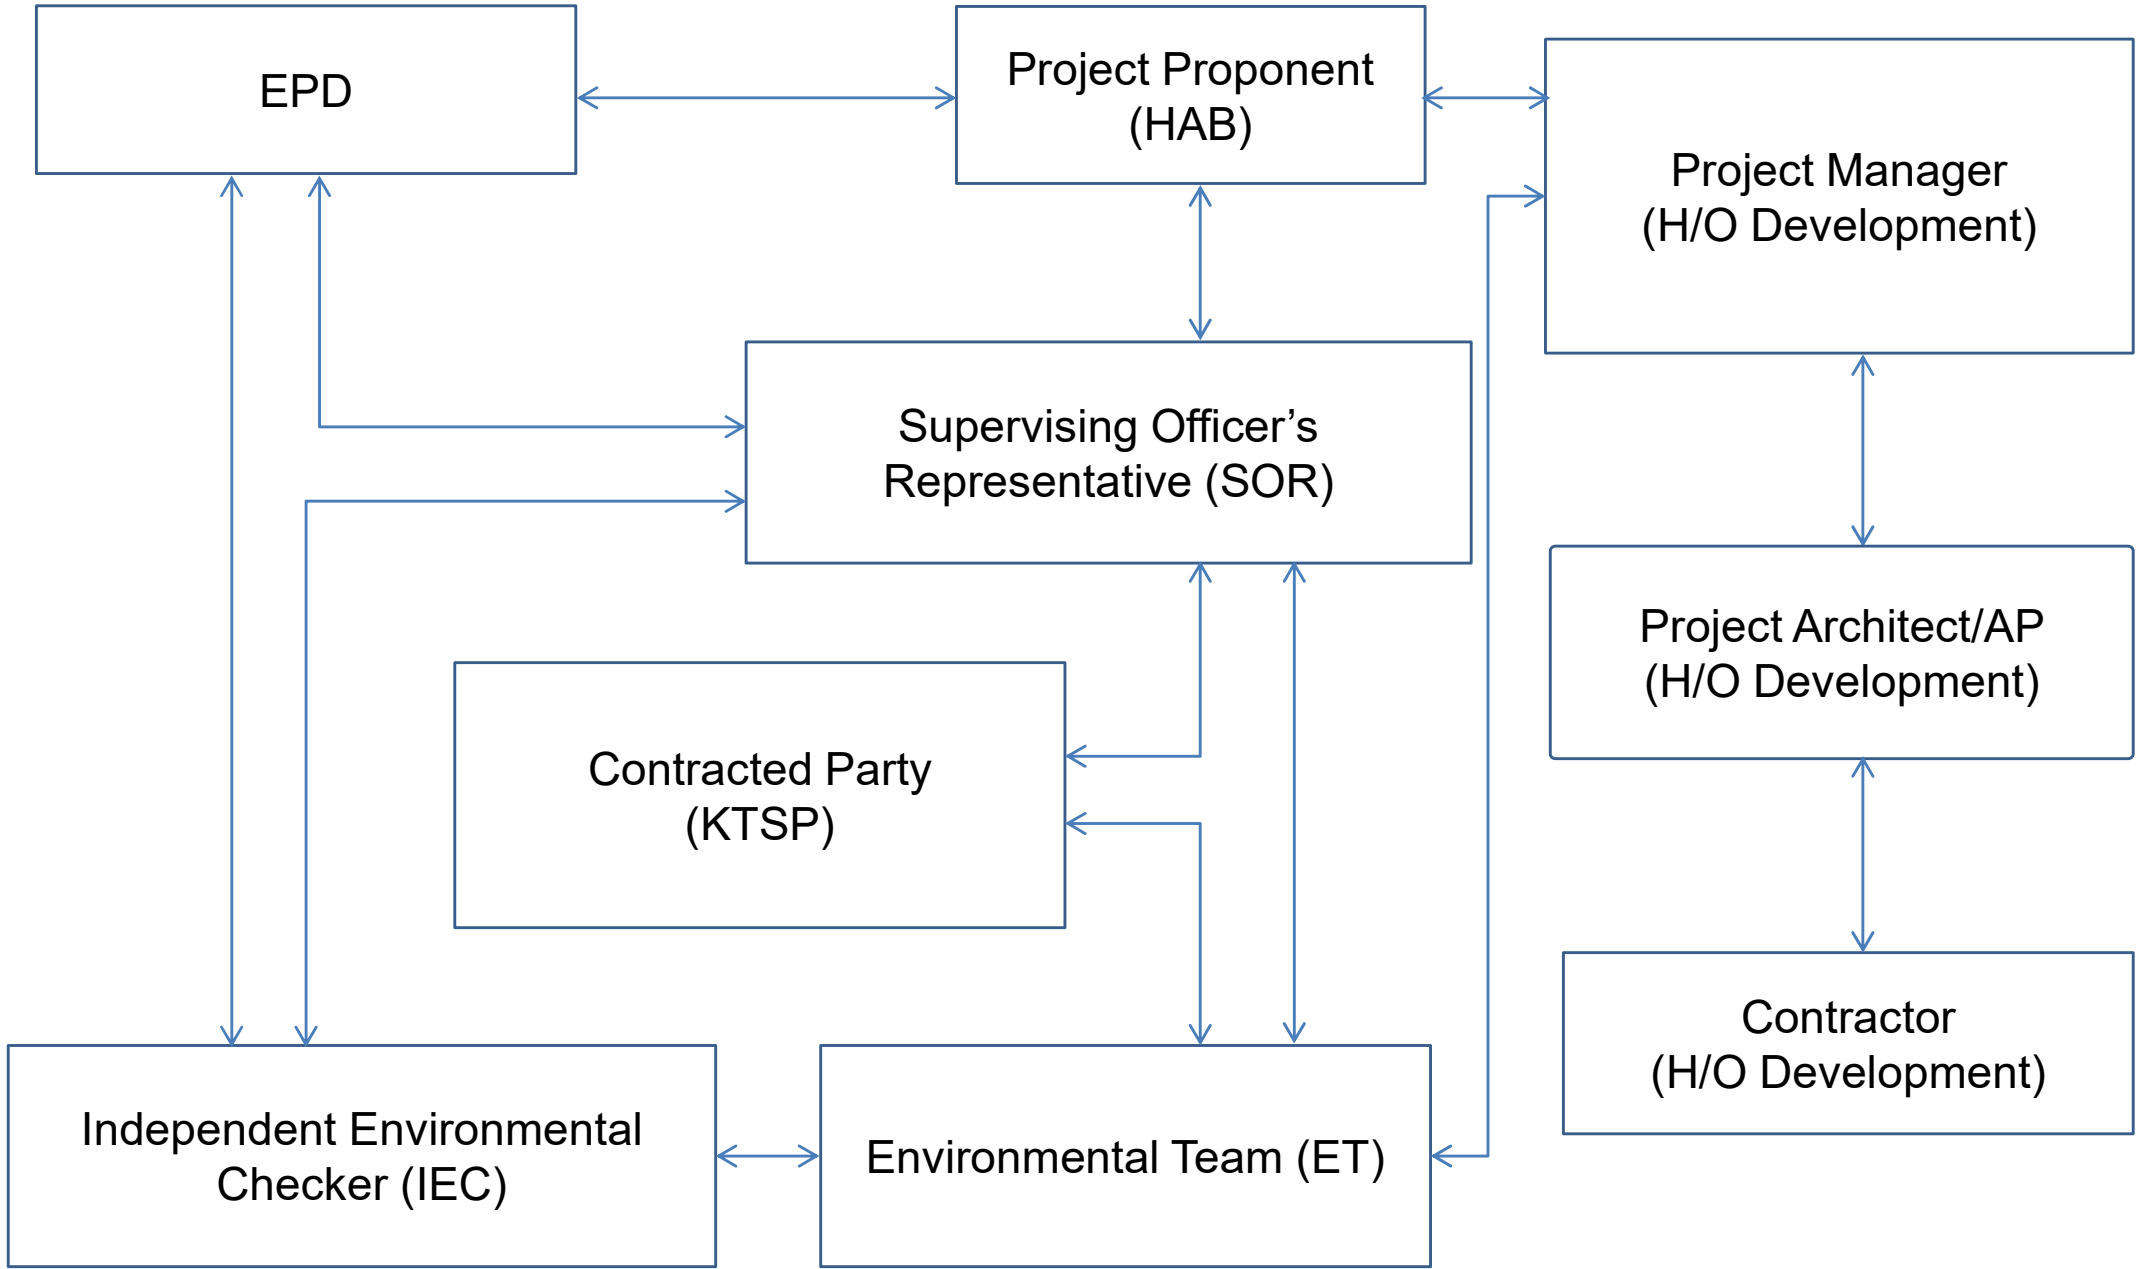 EPD
Project Proponent
(HAB)
Project Manager
(H/O Development)
Supervising Officer’s
Representative (SOR)
Project Architect/AP
(H/O Development)
Contracted Party
(KTSP)
Contractor
(H/O Development)
Independent Environmental
Checker (IEC)
Environmental Team (ET)